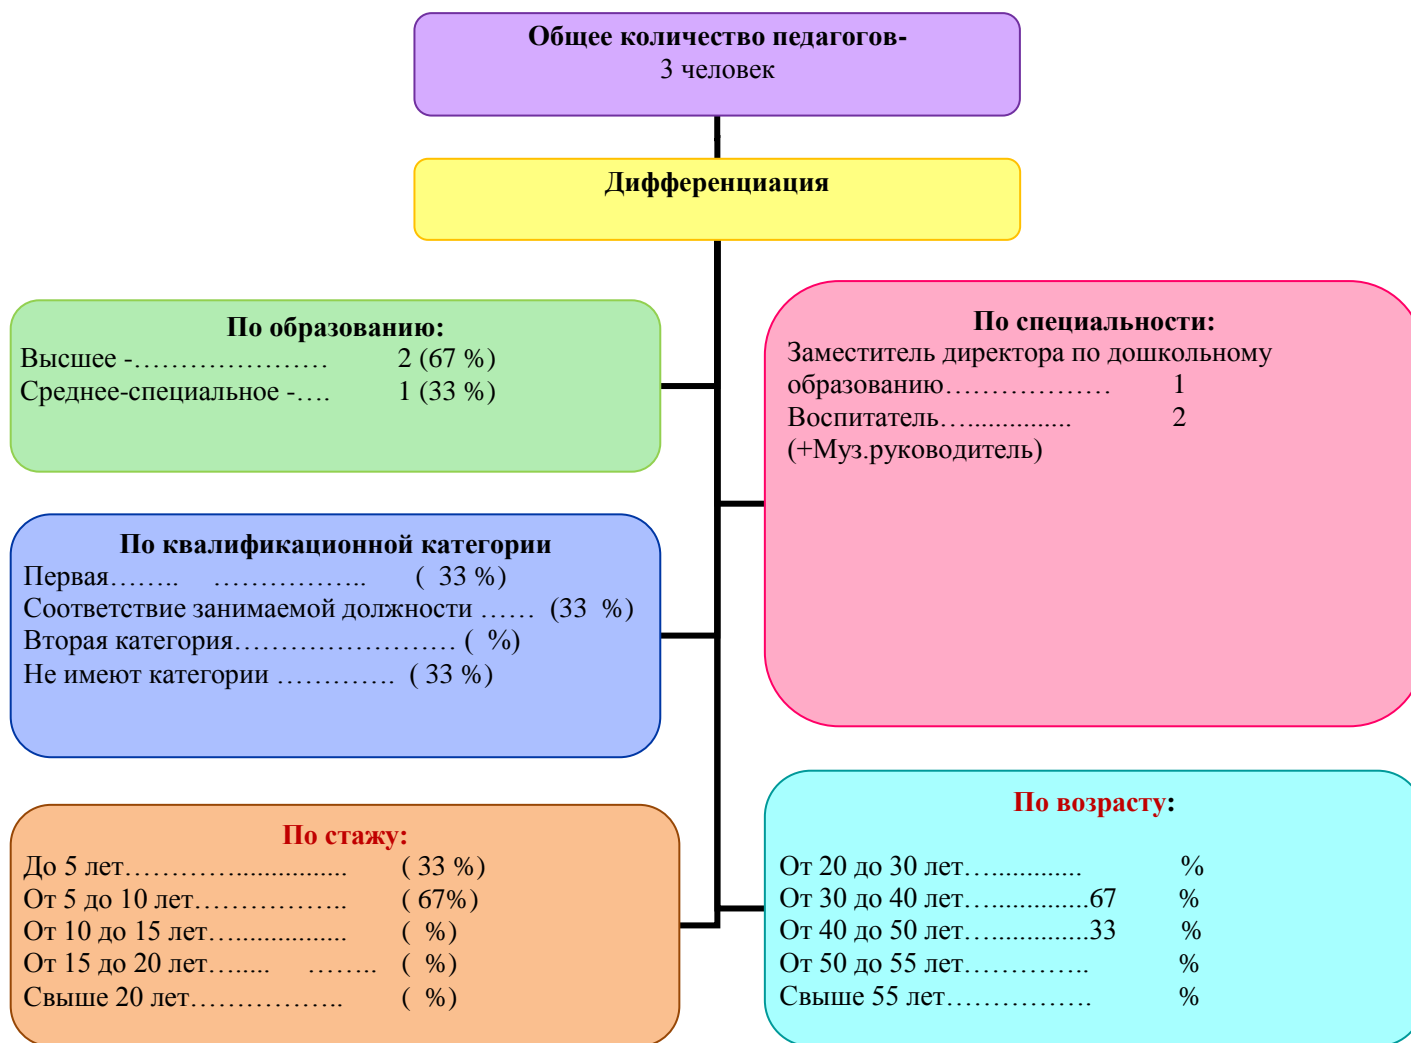 Общее количество педагогов-
3 человек
Дифференциация
По образованию:
Высшее -………………… 2 (67 %)
Среднее-специальное -…. 1 (33 %)
По специальности:
Заместитель директора по дошкольному
образованию……………… 1
Воспитатель….............. 2
(+Муз.руководитель)
По квалификационной категории
Первая…….. …………….. ( 33 %)
Соответствие занимаемой должности …… (33 %)
Вторая категория…………………… ( %)
Не имеют категории …………. ( 33 %)
По стажу:
До 5 лет…………................ ( 33 %)
От 5 до 10 лет…………….. ( 67%)
От 10 до 15 лет…................ ( %)
От 15 до 20 лет…..... …….. ( %)
Свыше 20 лет…………….. ( %)
По возрасту:
От 20 до 30 лет….............. %
От 30 до 40 лет…..............67 %
От 40 до 50 лет…..............33 %
От 50 до 55 лет………….. %
Свыше 55 лет……………. %